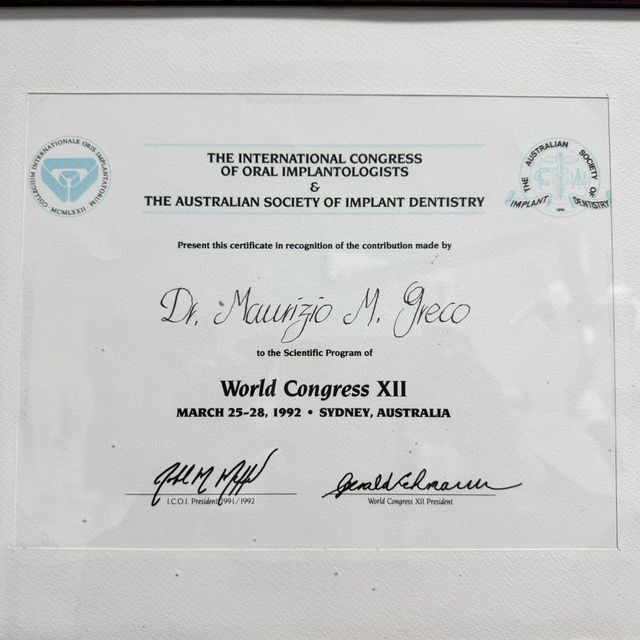 COLLEGIUM INTERNATIONALE ORIS IMPLANTATORUM
MCMLXXII
THE INTERNATIONAL CONGRESS
OF ORAL IMPLANTOLOGISTS
&
THE AUSTRALIAN SOCIETY OF IMPLANT DENTISTRY
THE AUSTRALIAN SOCIETY OF
IMPLANT DENTISTRY
Present this certificate in recognition of the contribution made by
Dr. Maurizio M. Greco
to the Scientific Program of
World Congress XII
MARCH 25-28, 1992 • SYDNEY, AUSTRALIA
I.C.O.I. President 1991/1992
World Congress XII President